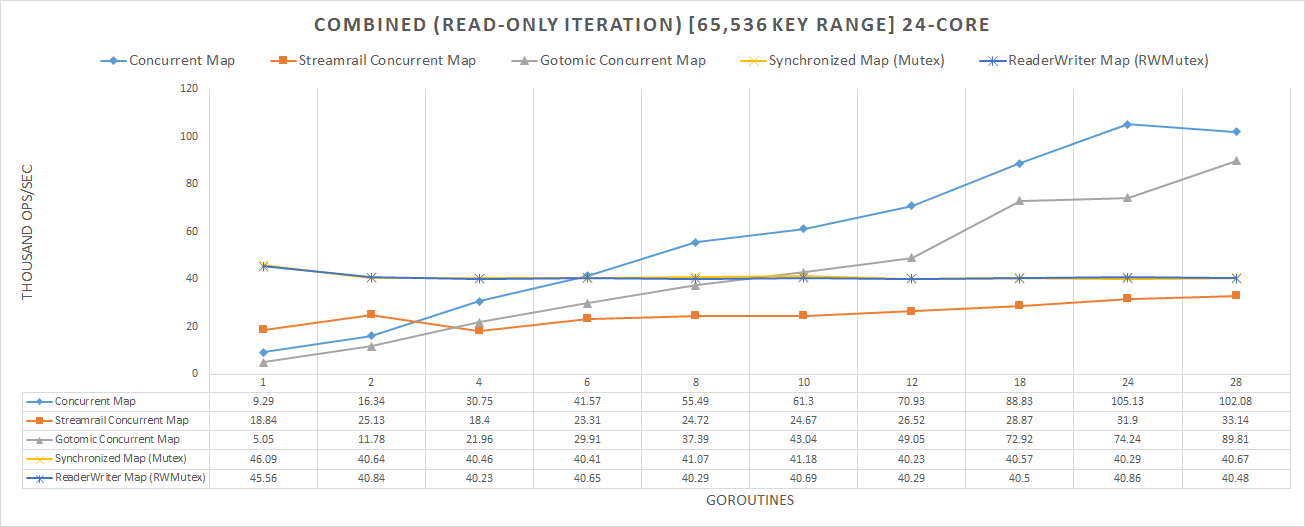 COMBINED (READ-ONLY ITERATION) [65,536 KEY RANGE] 24-CORE
Concurrent Map Streamrail Concurrent Map Gotomic Concurrent Map Synchronized Map (Mutex) ReaderWriter Map (RWMutex)
THOUSAND OPS/SEC
120
100
80
60
40
20
0
1 2 4 6 8 10 12 18 24 28
Concurrent Map 9.29 16.34 30.75 41.57 55.49 61.3 70.93 88.83 105.13 102.08
Streamrail Concurrent Map 18.84 25.13 18.4 23.31 24.72 24.67 26.52 28.87 31.9 33.14
Gotomic Concurrent Map 5.05 11.78 21.96 29.91 37.39 43.04 49.05 72.92 74.24 89.81
Synchronized Map (Mutex) 46.09 40.64 40.46 40.41 41.07 41.18 40.23 40.57 40.29 40.67
ReaderWriter Map (RWMutex) 45.56 40.84 40.23 40.65 40.29 40.69 40.29 40.5 40.86 40.48
GOROUTINES